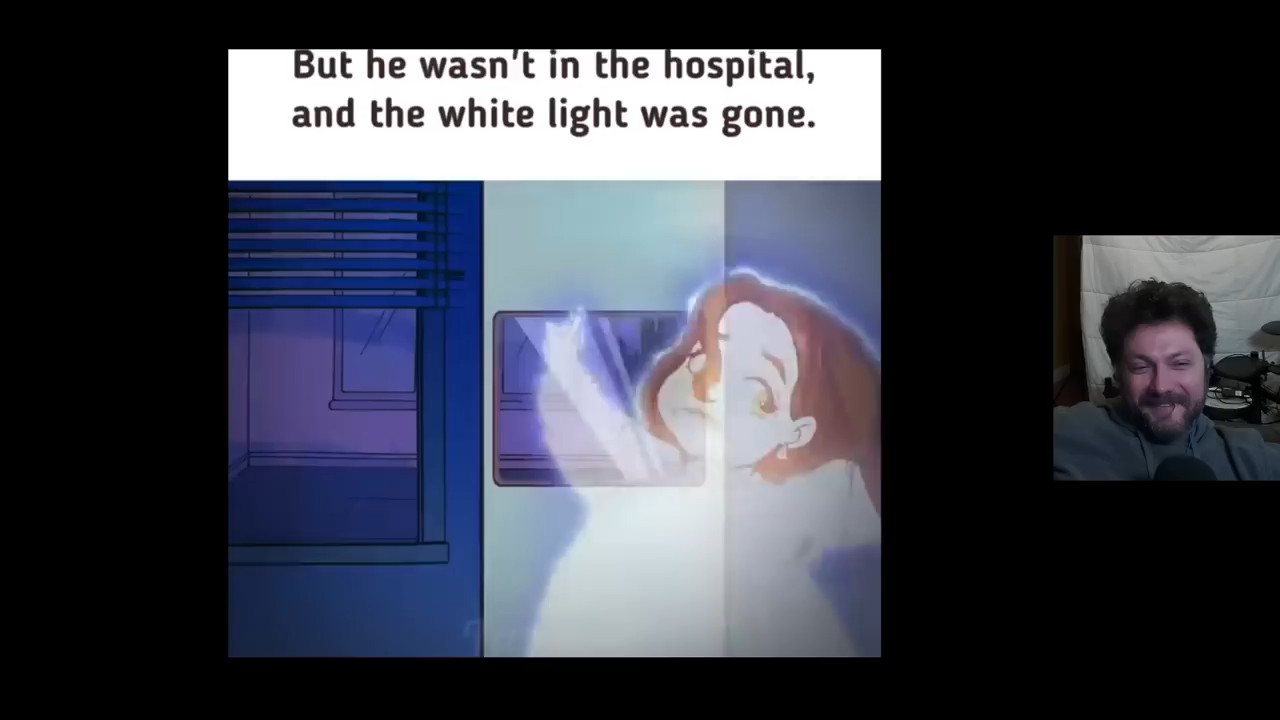 But he wasn't in the hospital,
and the white light was gone.